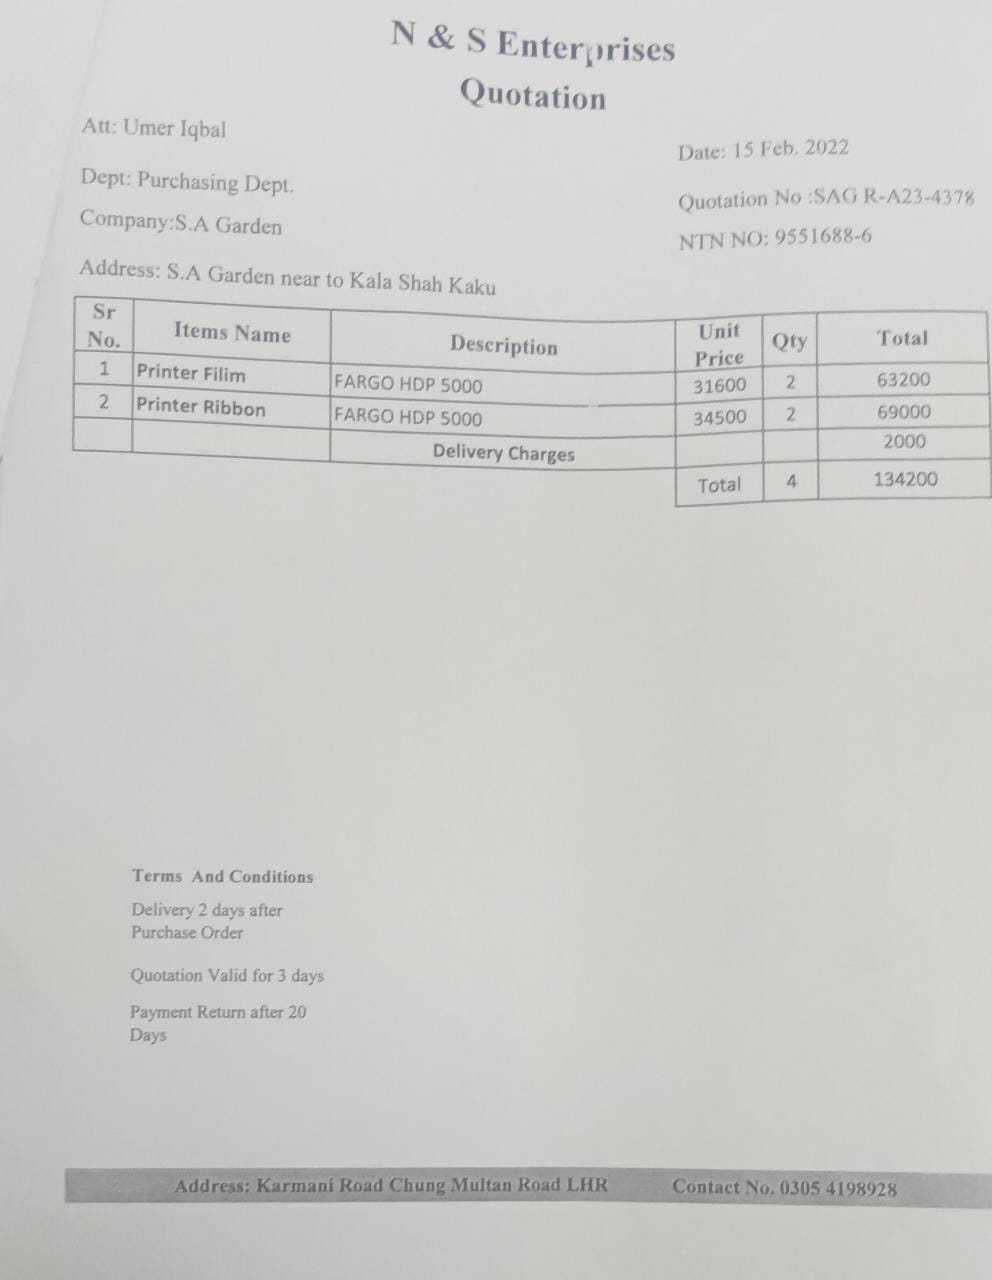 N & S Enterprises
Quotation
Att: Umer Iqbal
Date: 15 Feb. 2022
Dept: Purchasing Dept.
Quotation No :SAG R-A23-4378
Company:S.A Garden
NTN NO: 9551688-6
Address: S.A Garden near to Kala Shah Kaku
Sr No. Items Name Description Unit Price Qty Total
1 Printer Filim FARGO HDP 5000 31600 2 63200
2 Printer Ribbon FARGO HDP 5000 34500 2 69000
Delivery Charges 2000
Total 4 134200
Terms And Conditions
Delivery 2 days after
Purchase Order
Quotation Valid for 3 days
Payment Return after 20
Days
Address: Karmani Road Chung Multan Road LHR Contact No. 0305 4198928